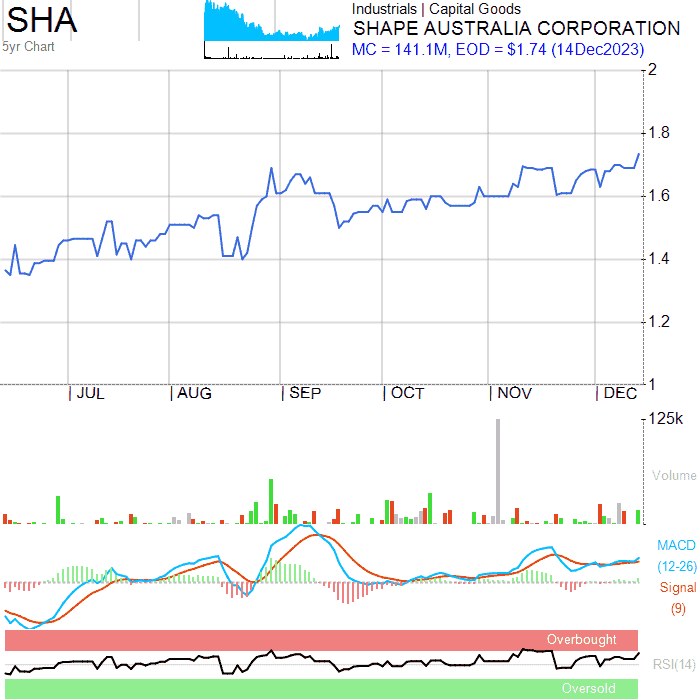 SHA
5yr Chart
Industrials | Capital Goods
SHAPE AUSTRALIA CORPORATION
MC = 141.1M, EOD = $1.74 (14Dec2023)
2
1.8
1.6
1.4
1.2
1
JUL AUG SEP OCT NOV DEC
125k
Volume
MACD
(12-26)
Signal
(9)
Overbought
RSI(14)
Oversold